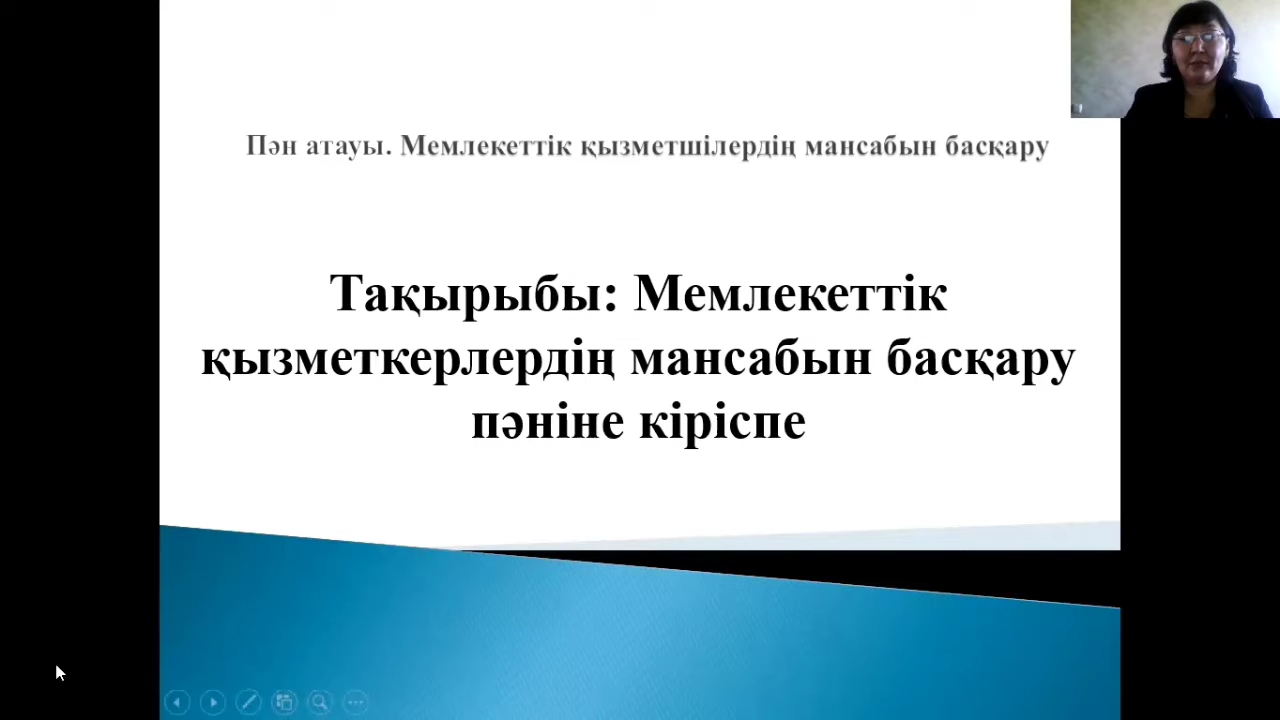 Пән атауы. Мемлекеттік қызметшілердің мансабын басқару
Тақырыбы: Мемлекеттік
қызметкерлердің мансабын басқару
пәніне кіріспе